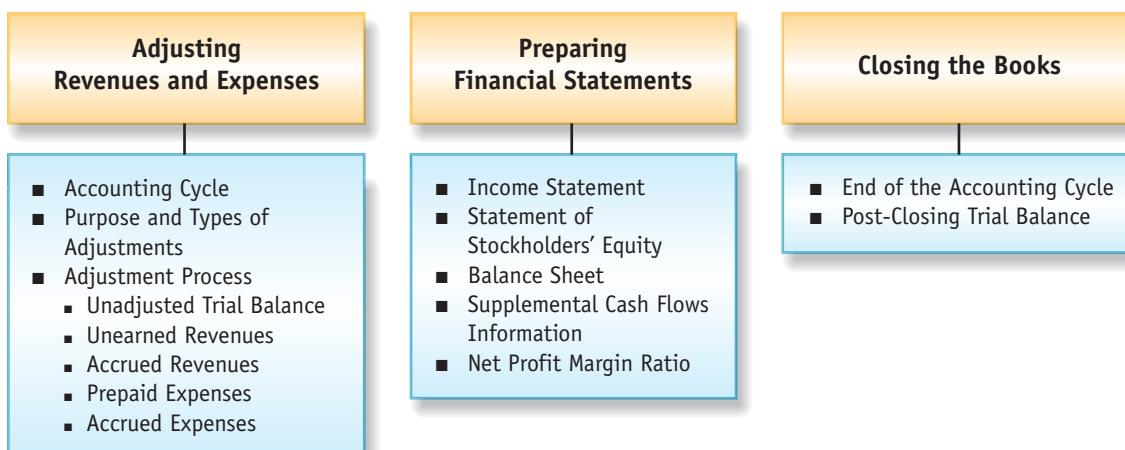 Adjusting
Revenues and Expenses
■ Accounting Cycle
■ Purpose and Types of
Adjustments
■ Adjustment Process
■ Unadjusted Trial Balance
■ Unearned Revenues
■ Accrued Revenues
■ Prepaid Expenses
■ Accrued Expenses
Preparing
Financial Statements
■ Income Statement
■ Statement of
Stockholders’ Equity
■ Balance Sheet
■ Supplemental Cash Flows
Information
■ Net Profit Margin Ratio
Closing the Books
■ End of the Accounting Cycle
■ Post-Closing Trial Balance